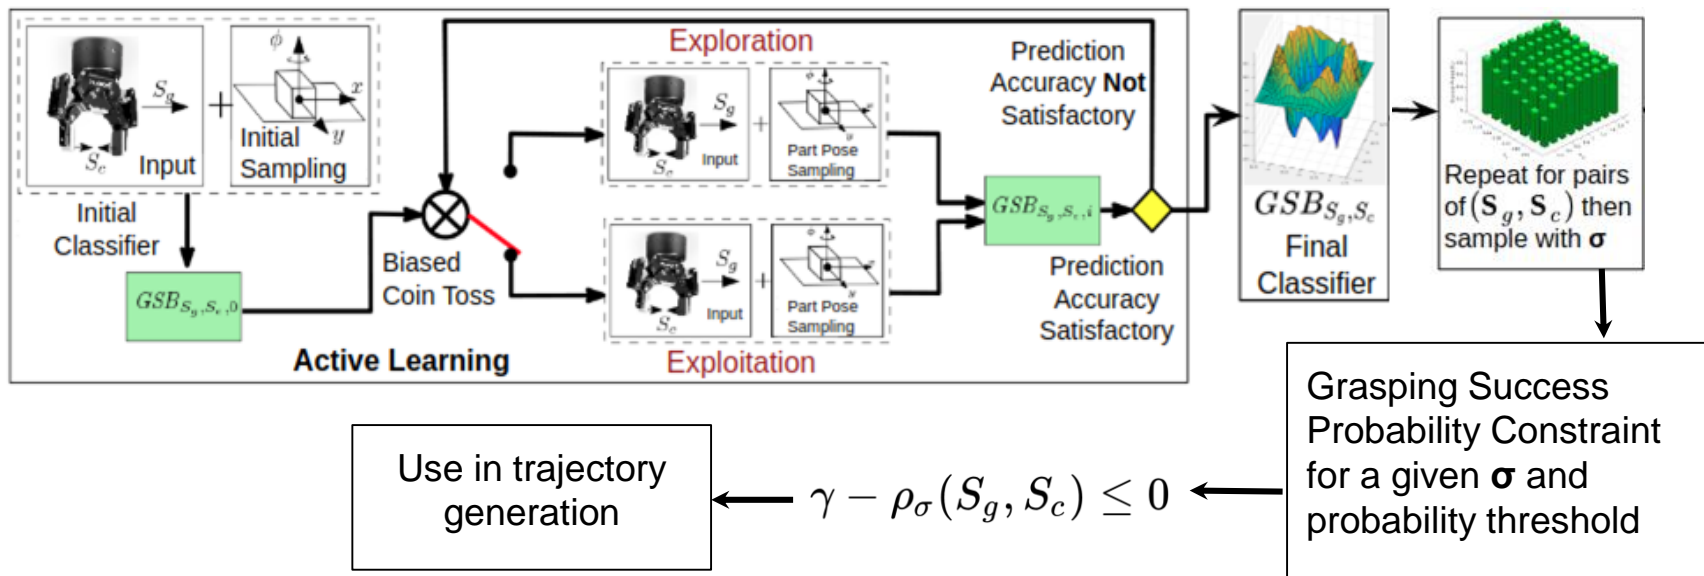 S_g
S_c
Input
+
ϕ
x
y
Initial
Sampling
Initial
Classifier
GSB_{S_g,S_c,0}
Active Learning
Biased
Coin Toss
Exploration
S_g
S_c
Input
+
ϕ
x
y
Part Pose
Sampling
S_g
S_c
Input
+
ϕ
x
y
Part Pose
Sampling
Exploitation
Prediction
Accuracy Not
Satisfactory
GSB_{S_g,S_c,i}
Prediction
Accuracy
Satisfactory
GSB_{S_g,S_c}
Final
Classifier
Repeat for pairs
of (S_g, S_c) then
sample with σ
Grasping Success
Probability Constraint
for a given σ and
probability threshold
γ − ρ_σ(S_g, S_c) ≤ 0
Use in trajectory
generation